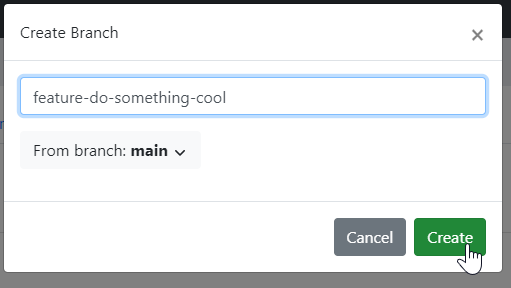 Create Branch
×
feature-do-something-cool
From branch: main
Cancel Create